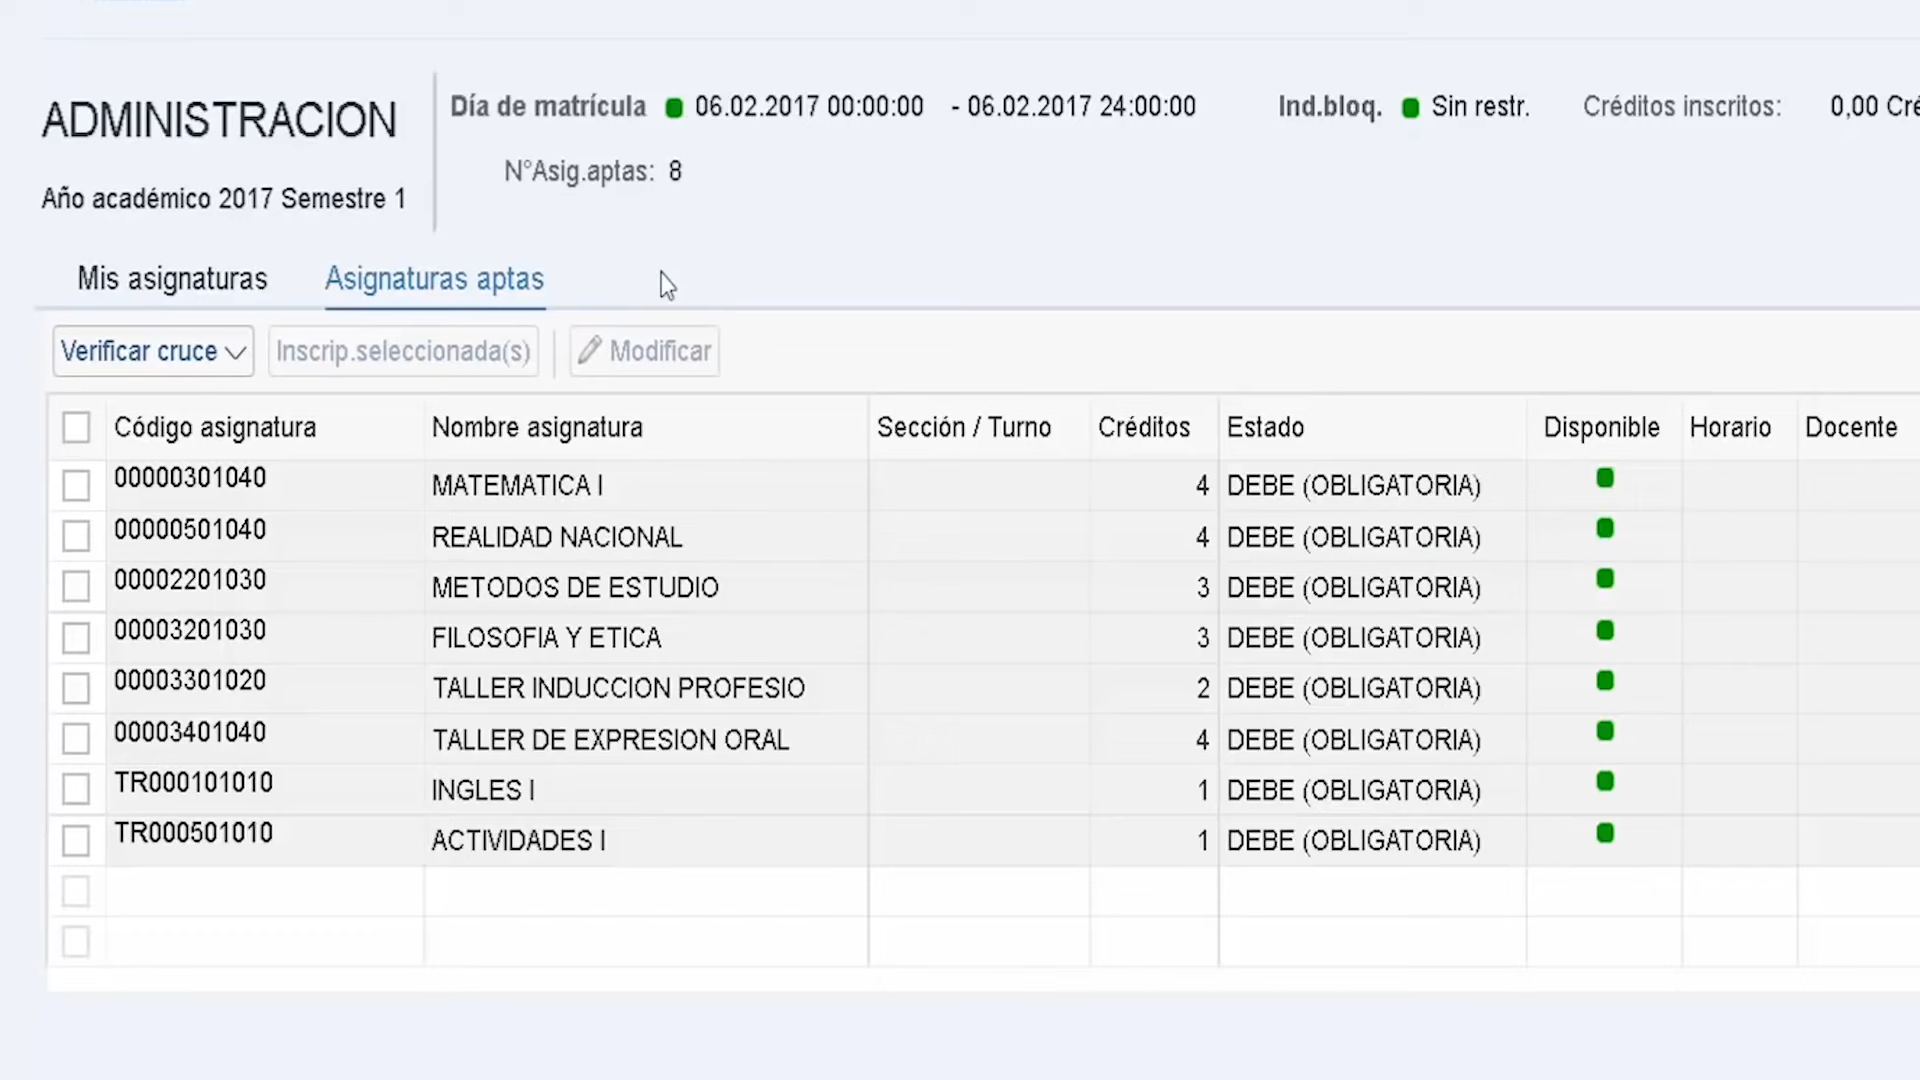 ADMINISTRACION
Año académico 2017 Semestre 1
Día de matrícula 06.02.2017 00:00:00 - 06.02.2017 24:00:00 Ind.bloq. Sin restr. Créditos inscritos: 0,00 Cré
N°Asig.aptas: 8
Mis asignaturas Asignaturas aptas
Verificar cruce Inscrip.seleccionada(s) Modificar
Código asignatura Nombre asignatura Sección / Turno Créditos Estado Disponible Horario Docente
00000301040 MATEMATICA I 4 DEBE (OBLIGATORIA)
00000501040 REALIDAD NACIONAL 4 DEBE (OBLIGATORIA)
00002201030 METODOS DE ESTUDIO 3 DEBE (OBLIGATORIA)
00003201030 FILOSOFIA Y ETICA 3 DEBE (OBLIGATORIA)
00003301020 TALLER INDUCCION PROFESIO 2 DEBE (OBLIGATORIA)
00003401040 TALLER DE EXPRESION ORAL 4 DEBE (OBLIGATORIA)
TR000101010 INGLES I 1 DEBE (OBLIGATORIA)
TR000501010 ACTIVIDADES I 1 DEBE (OBLIGATORIA)